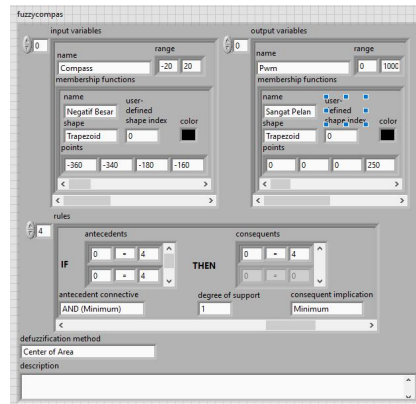 fuzzycompas
input variables
0
name
range
Compass
-20 20
membership functions
name
Negatif Besar
user-defined shape index
color
shape
Trapezoid
0
points
-360 -340 -180 -160
output variables
0
name
range
Pwm
0 1000
membership functions
name
Sangat Pelan
user-defined shape index
color
shape
Trapezoid
0
points
0 0 0 250
rules
4
antecedents
IF
0 = 4
0 = 4
THEN
consequents
0 = 4
0 = 0
antecedent connective
AND (Minimum)
degree of support
1
consequent implication
Minimum
defuzzification method
Center of Area
description